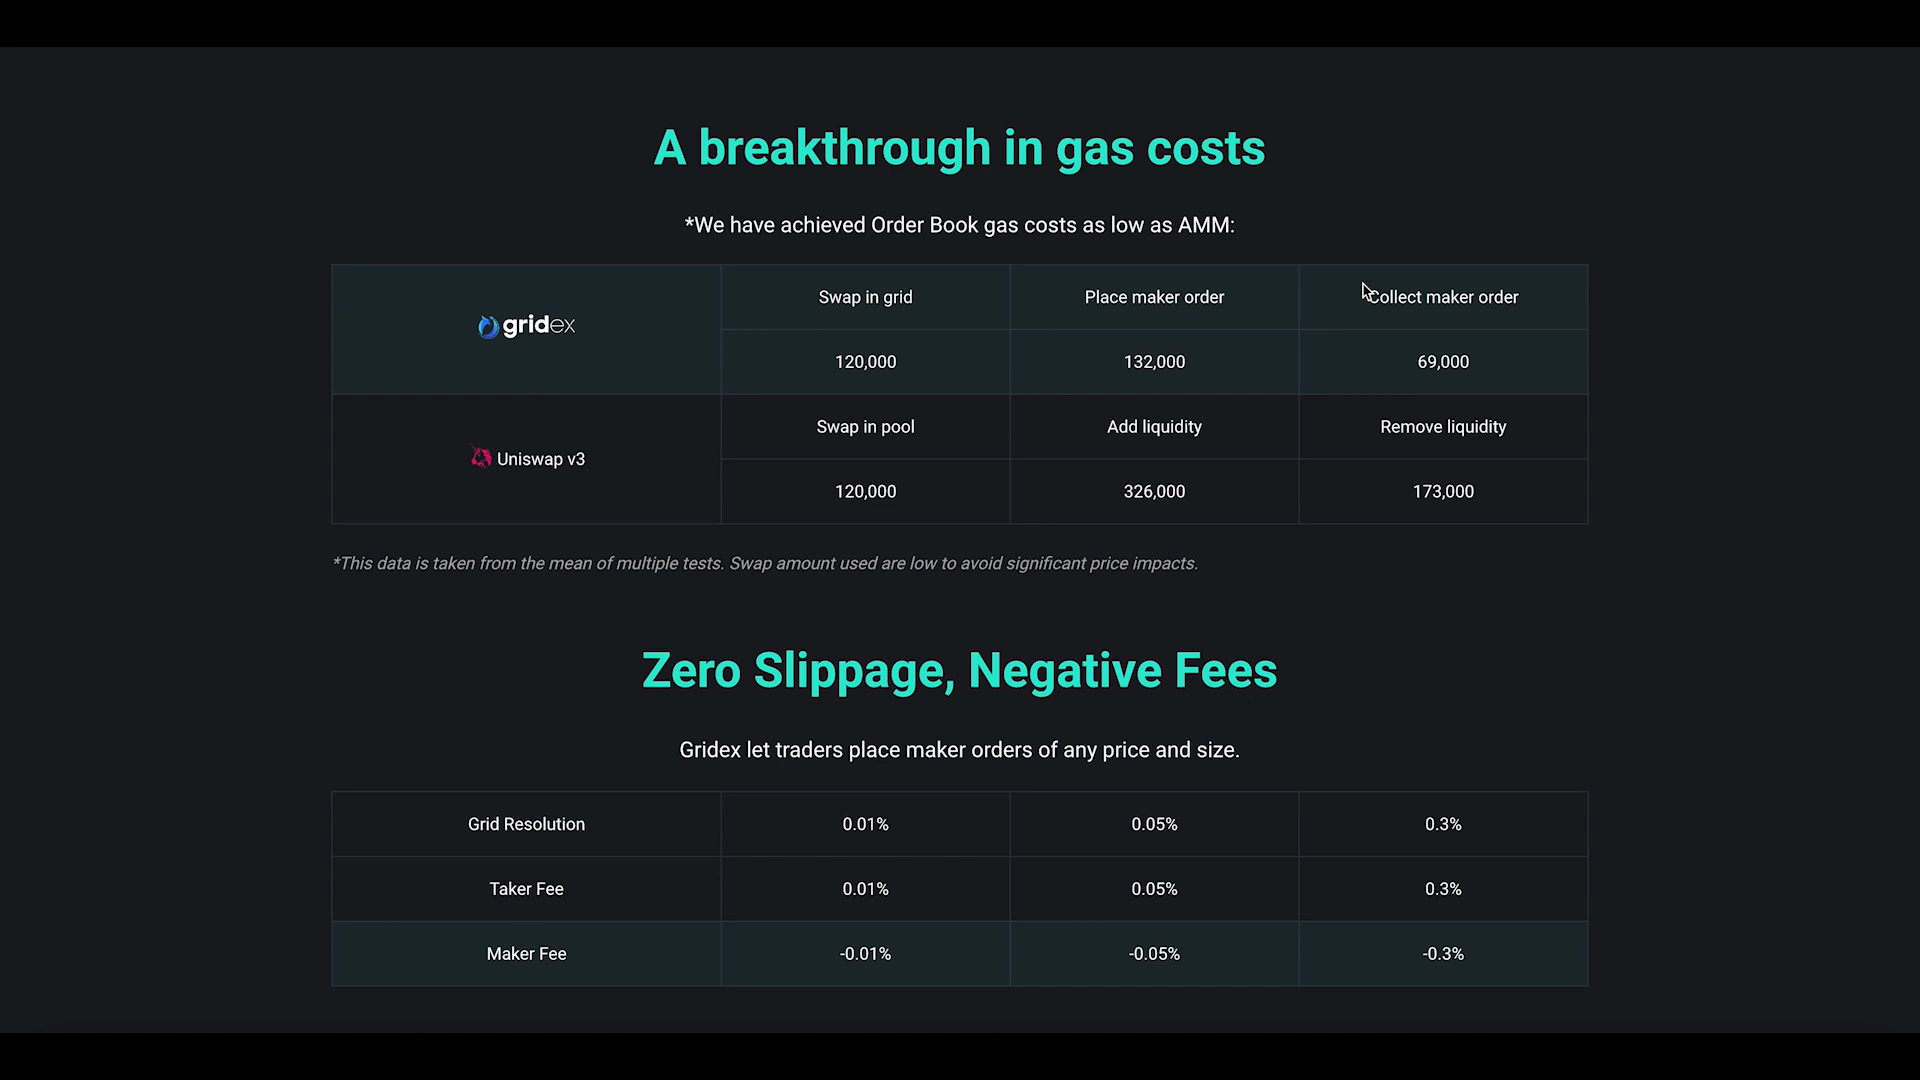 A breakthrough in gas costs
*We have achieved Order Book gas costs as low as AMM:
gridex
Swap in grid
Place maker order
Collect maker order
120,000
132,000
69,000
Uniswap v3
Swap in pool
Add liquidity
Remove liquidity
120,000
326,000
173,000
*This data is taken from the mean of multiple tests. Swap amount used are low to avoid significant price impacts.
Zero Slippage, Negative Fees
Gridex let traders place maker orders of any price and size.
Grid Resolution
0.01%
0.05%
0.3%
Taker Fee
0.01%
0.05%
0.3%
Maker Fee
-0.01%
-0.05%
-0.3%